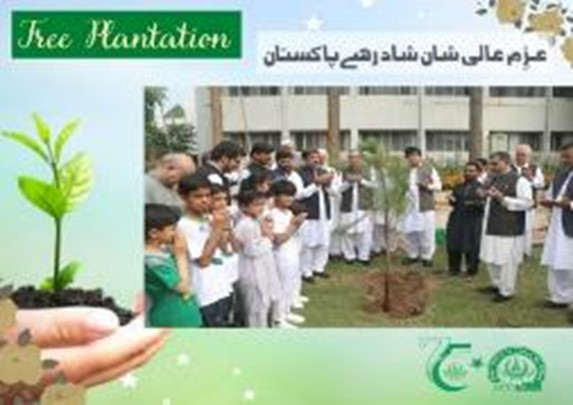 Tree Plantation
عزم عالی شان شاد رہے پاکستان